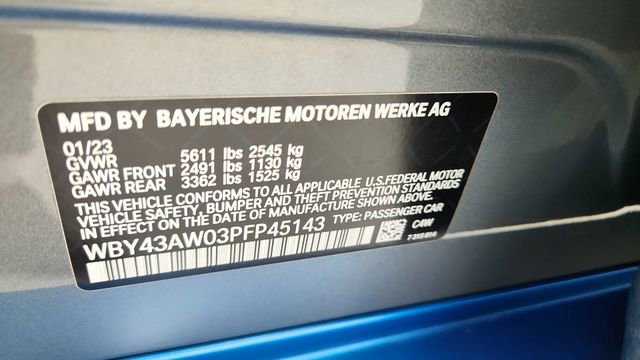 MFD BY BAYERISCHE MOTOREN WERKE AG
01/23
GVWR 5611 lbs 2545 kg
GAWR FRONT 2491 lbs 1130 kg
GAWR REAR 3362 lbs 1525 kg
THIS VEHICLE CONFORMS TO ALL APPLICABLE U.S.FEDERAL MOTOR
VEHICLE SAFETY, BUMPER AND THEFT PREVENTION STANDARDS
IN EFFECT ON THE DATE OF MANUFACTURE SHOWN ABOVE.
WBY43AW03PFP45143 TYPE: PASSENGER CAR
C4W